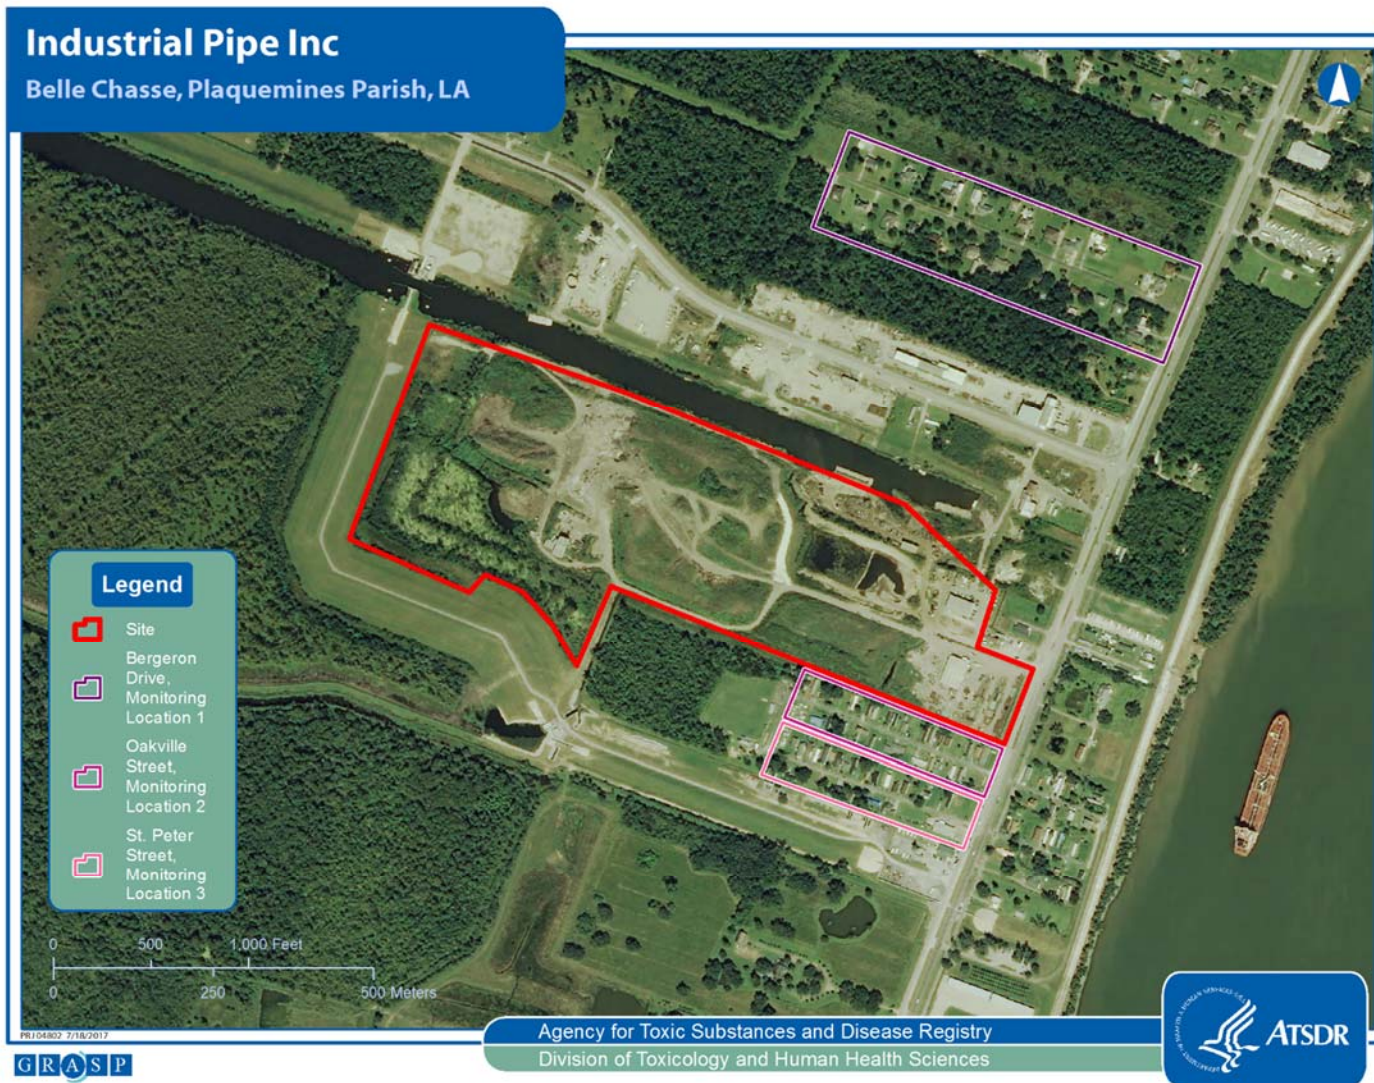 Industrial Pipe Inc
Belle Chasse, Plaquemines Parish, LA
Legend
Site
Bergeron
Drive,
Monitoring
Location 1
Oakville
Street,
Monitoring
Location 2
St. Peter
Street,
Monitoring
Location 3
0 500 1,000 Feet
0 250 500 Meters
PRJ04802 7/18/2017
GRASP
Agency for Toxic Substances and Disease Registry
Division of Toxicology and Human Health Sciences
ATSDR